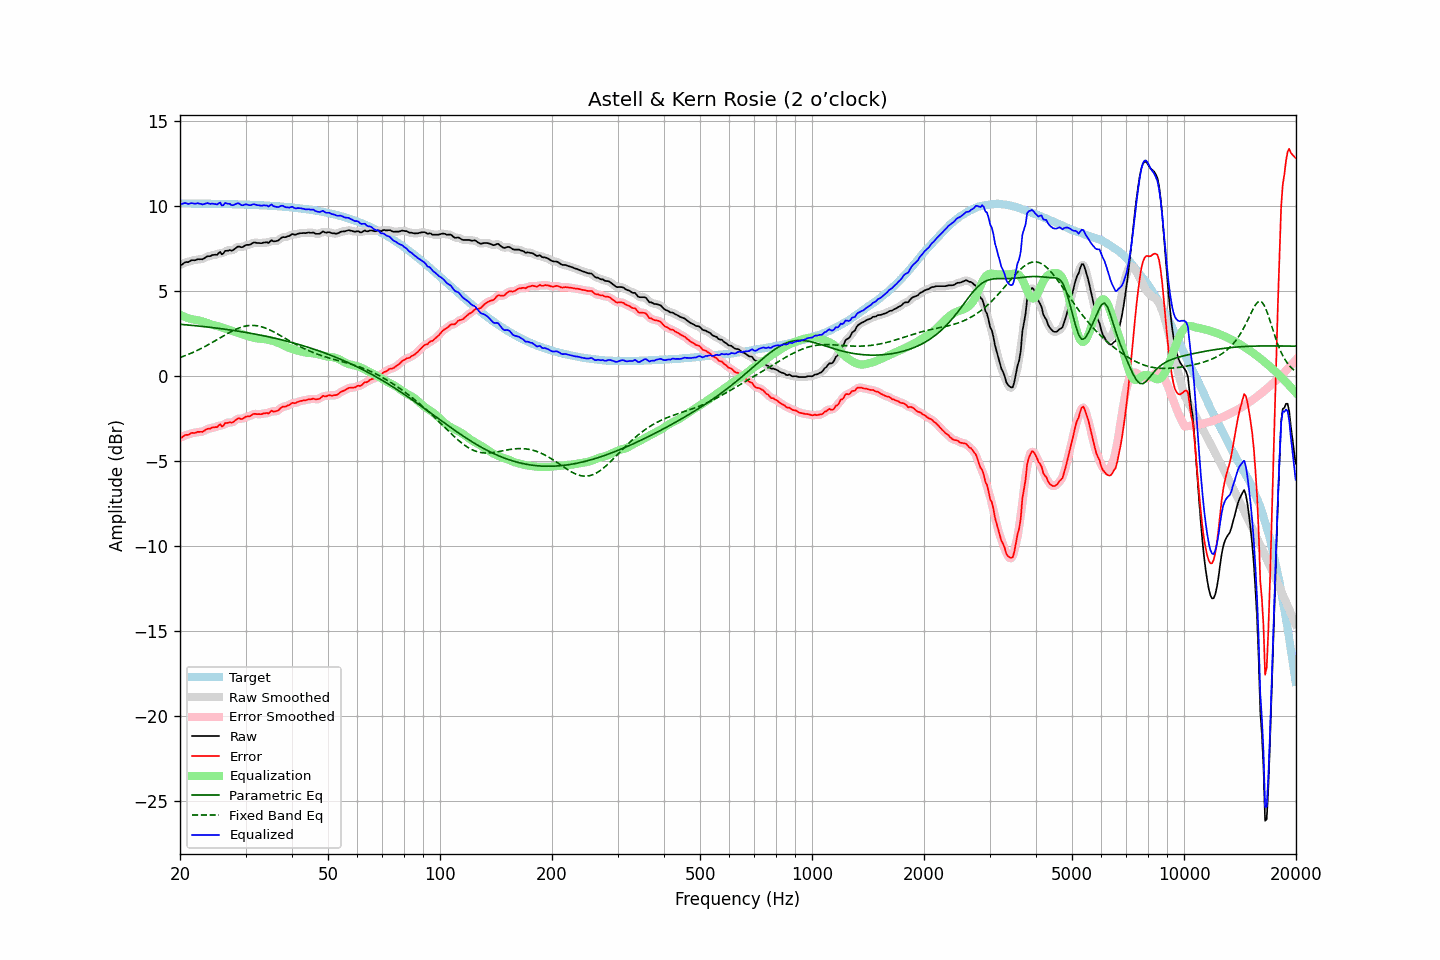 Astell & Kern Rosie (2 o’clock)
15
10
5
0
−5
−10
−15
−20
−25
Amplitude (dBr)
Target
Raw Smoothed
Error Smoothed
Raw
Error
Equalization
Parametric Eq
Fixed Band Eq
Equalized
20 50 100 200 500 1000 2000 5000 10000 20000
Frequency (Hz)